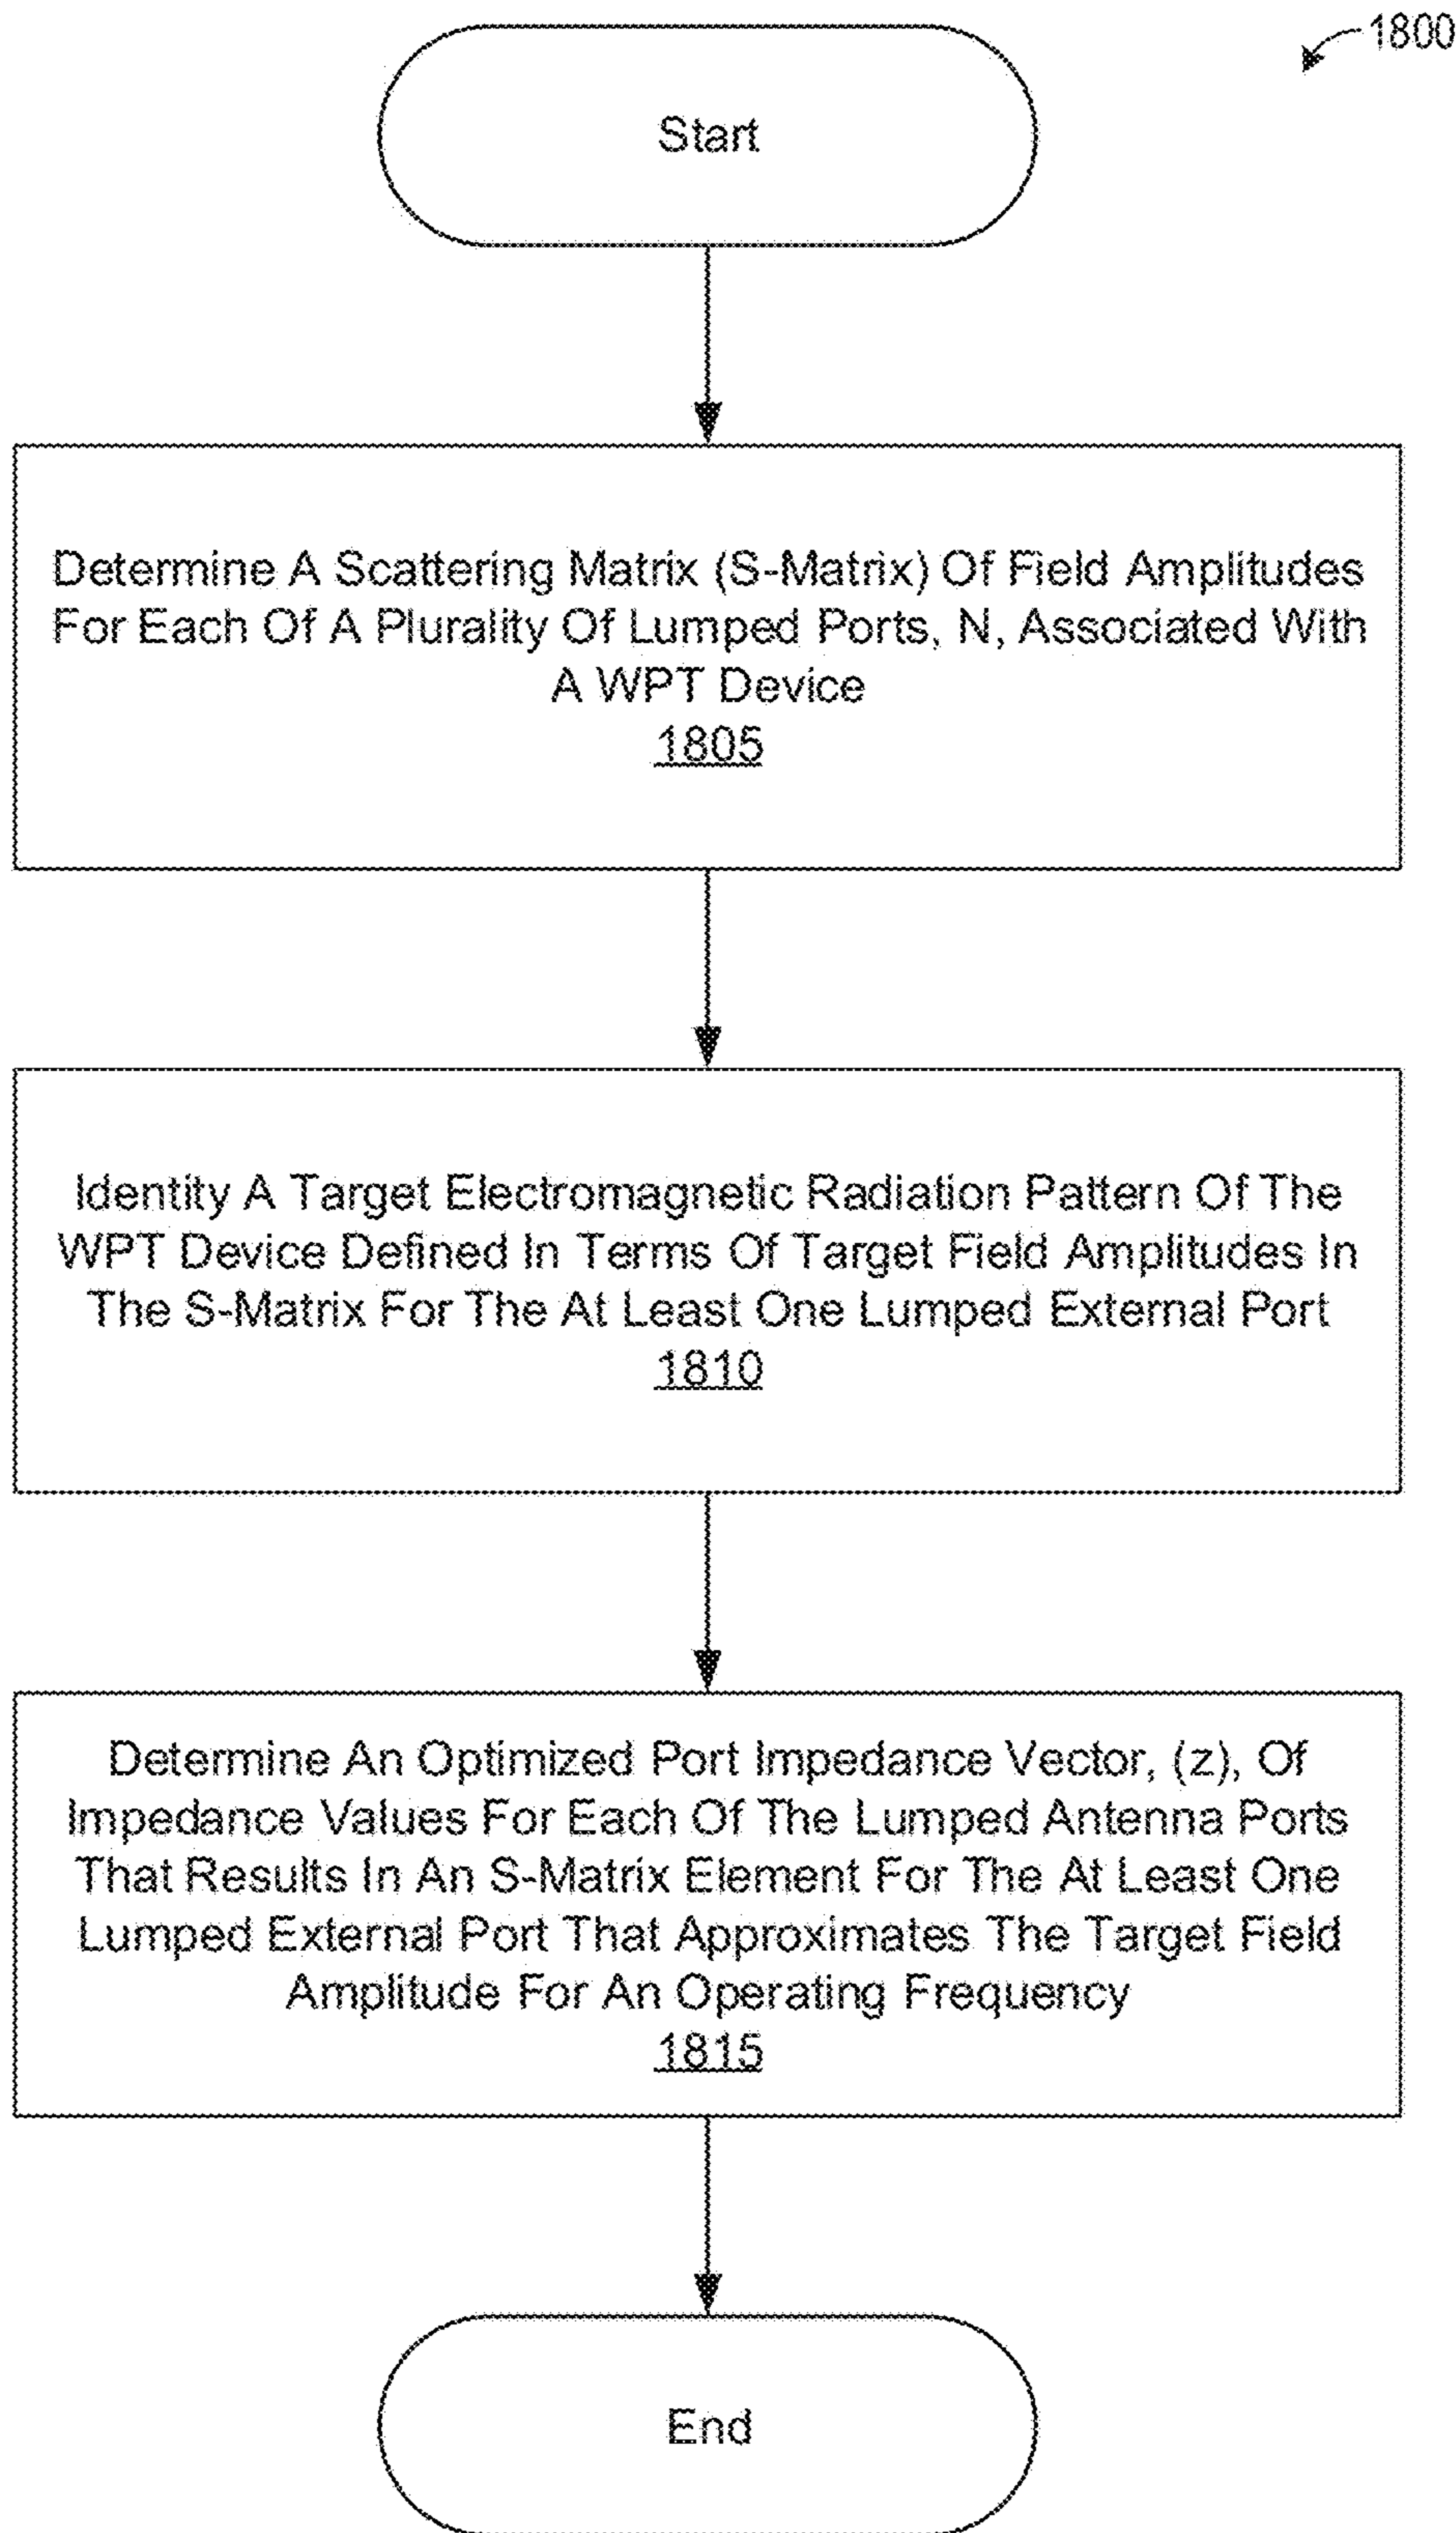 1800
Start
Determine A Scattering Matrix (S-Matrix) Of Field Amplitudes
For Each Of A Plurality Of Lumped Ports, N, Associated With
A WPT Device
1805
Identity A Target Electromagnetic Radiation Pattern Of The
WPT Device Defined In Terms Of Target Field Amplitudes In
The S-Matrix For The At Least One Lumped External Port
1810
Determine An Optimized Port Impedance Vector, (z), Of
Impedance Values For Each Of The Lumped Antenna Ports
That Results In An S-Matrix Element For The At Least One
Lumped External Port That Approximates The Target Field
Amplitude For An Operating Frequency
1815
End